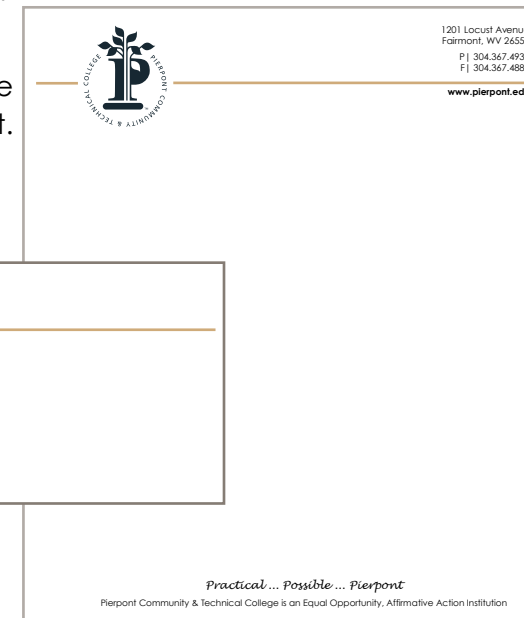 e
t.
PIERPONT COMMUNITY & TECHNICAL COLLEGE
P
1201 Locust Avenu
Fairmont, WV 2655
P | 304.367.493
F | 304.367.488
www.pierpont.ed
Practical ... Possible ... Pierpont
Pierpont Community & Technical College is an Equal Opportunity, Affirmative Action Institution